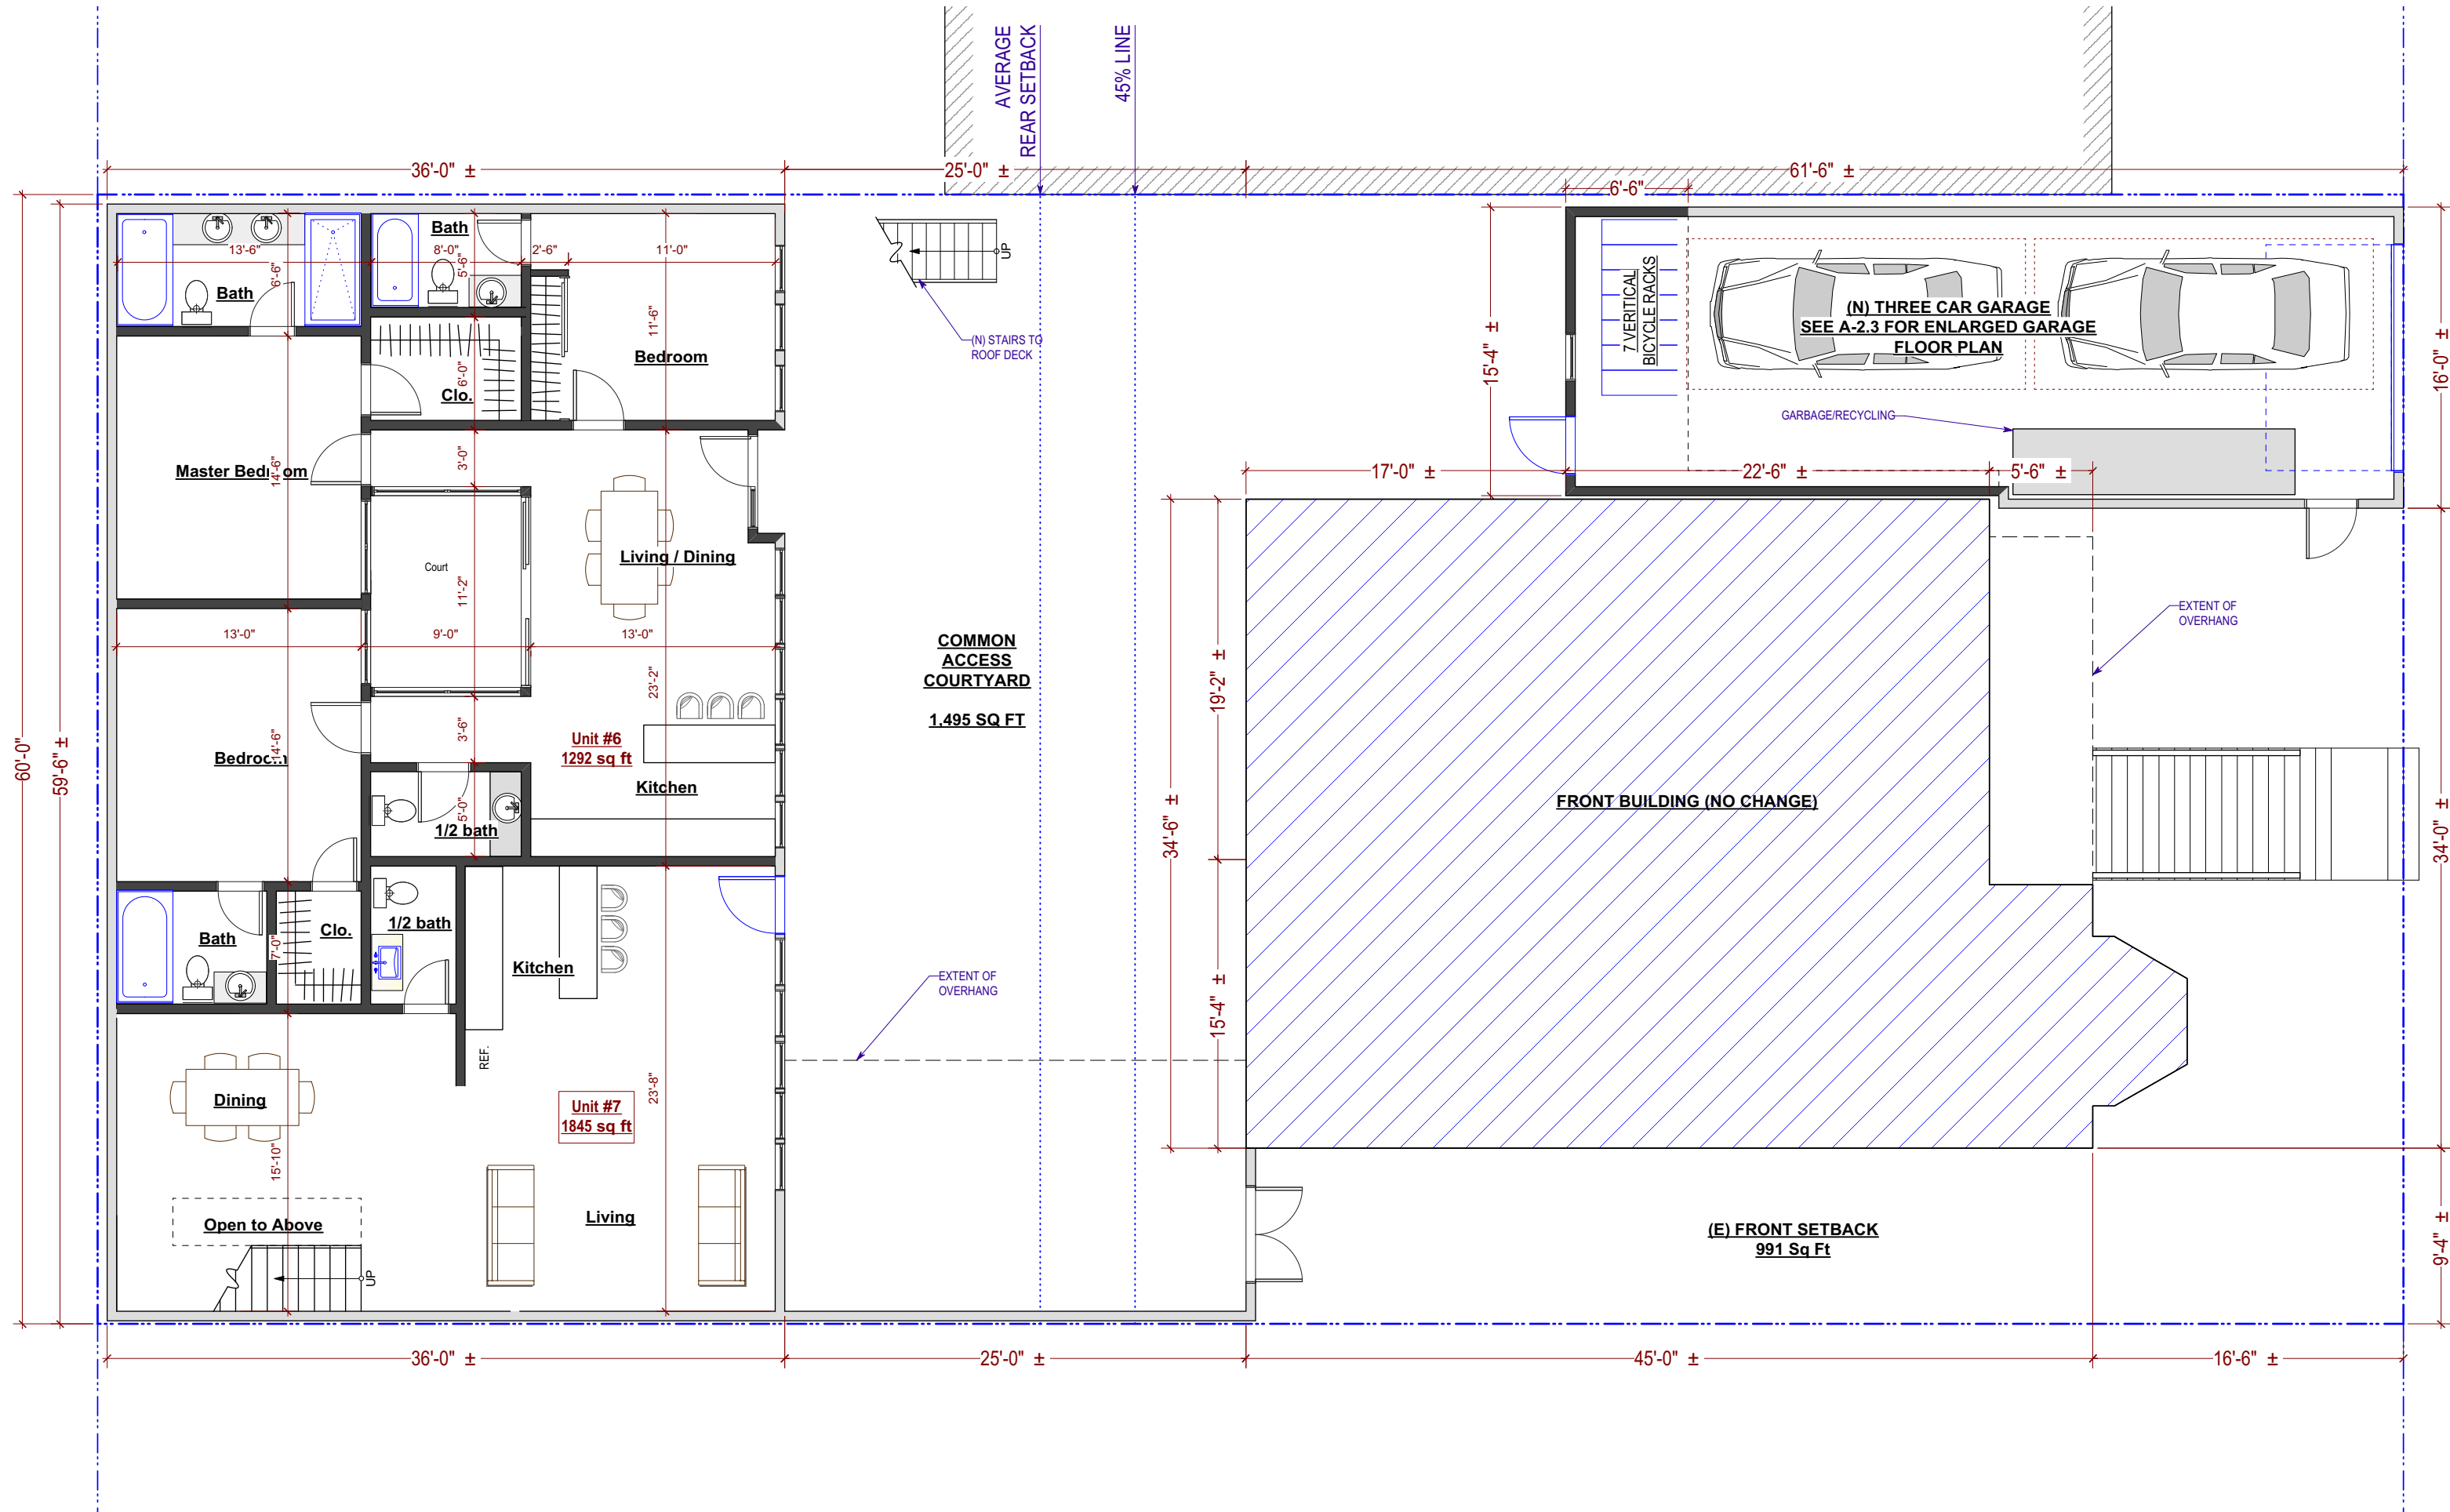 AVERAGE
REAR SETBACK
45% LINE
36'-0" ±
25'-0" ±
61'-6" ±
6'-6"
60'-0"
59'-6" ±
Bath
13'-6"
6'-6"
Bath
8'-0"
5'-6"
2'-6"
11'-0"
11'-6"
Bedroom
6'-0"
Clo.
UP
(N) STAIRS TO
ROOF DECK
15'-4" ±
7 VERITICAL
BICYCLE RACKS
(N) THREE CAR GARAGE
SEE A-2.3 FOR ENLARGED GARAGE
FLOOR PLAN
16'-0" ±
GARBAGE/RECYCLING
17'-0" ±
22'-6" ±
5'-6" ±
Master Bedroom
14'-6"
3'-0"
Court
11'-2"
Living / Dining
13'-0"
9'-0"
13'-0"
23'-2"
COMMON
ACCESS
COURTYARD
1,495 SQ FT
EXTENT OF
OVERHANG
19'-2" ±
34'-6" ±
15'-4" ±
FRONT BUILDING (NO CHANGE)
34'-0" ±
Bedroom
14'-6"
3'-6"
Unit #6
1292 sq ft
Kitchen
5'-0"
1/2 bath
Bath
7'-0"
Clo.
1/2 bath
Kitchen
REF.
EXTENT OF
OVERHANG
Dining
Unit #7
1845 sq ft
23'-8"
15'-10"
Open to Above
UP
Living
(E) FRONT SETBACK
991 Sq Ft
9'-4" ±
36'-0" ±
25'-0" ±
45'-0" ±
16'-6" ±